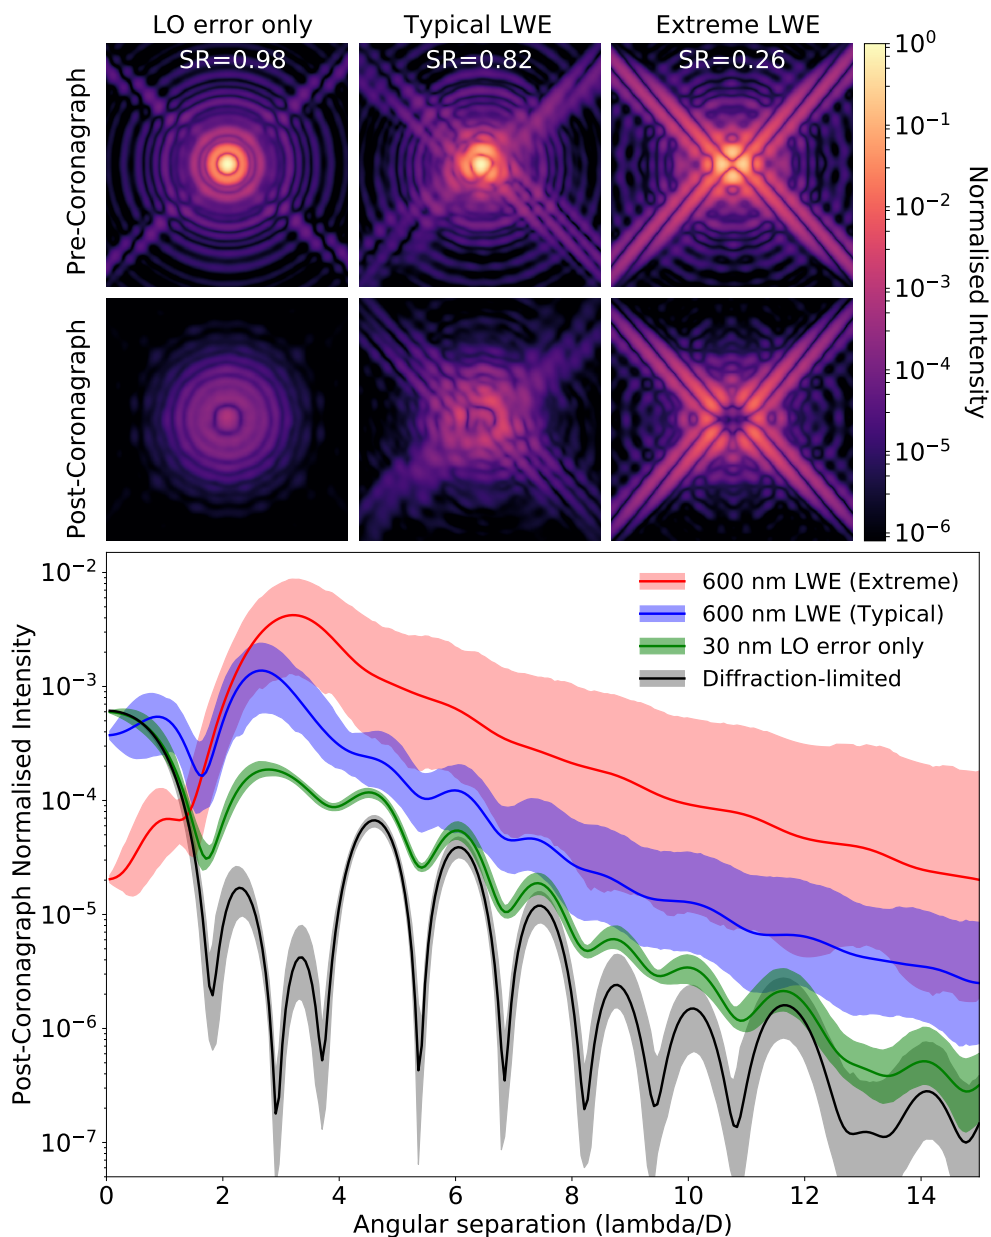 LO error only Typical LWE Extreme LWE
SR=0.98 SR=0.82 SR=0.26
Pre-Coronagraph
Post-Coronagraph
10^0
10^-1
10^-2
10^-3
10^-4
10^-5
10^-6
Normalised Intensity
600 nm LWE (Extreme)
600 nm LWE (Typical)
30 nm LO error only
Diffraction-limited
Post-Coronagraph Normalised Intensity
10^-2
10^-3
10^-4
10^-5
10^-6
10^-7
0 2 4 6 8 10 12 14
Angular separation (lambda/D)